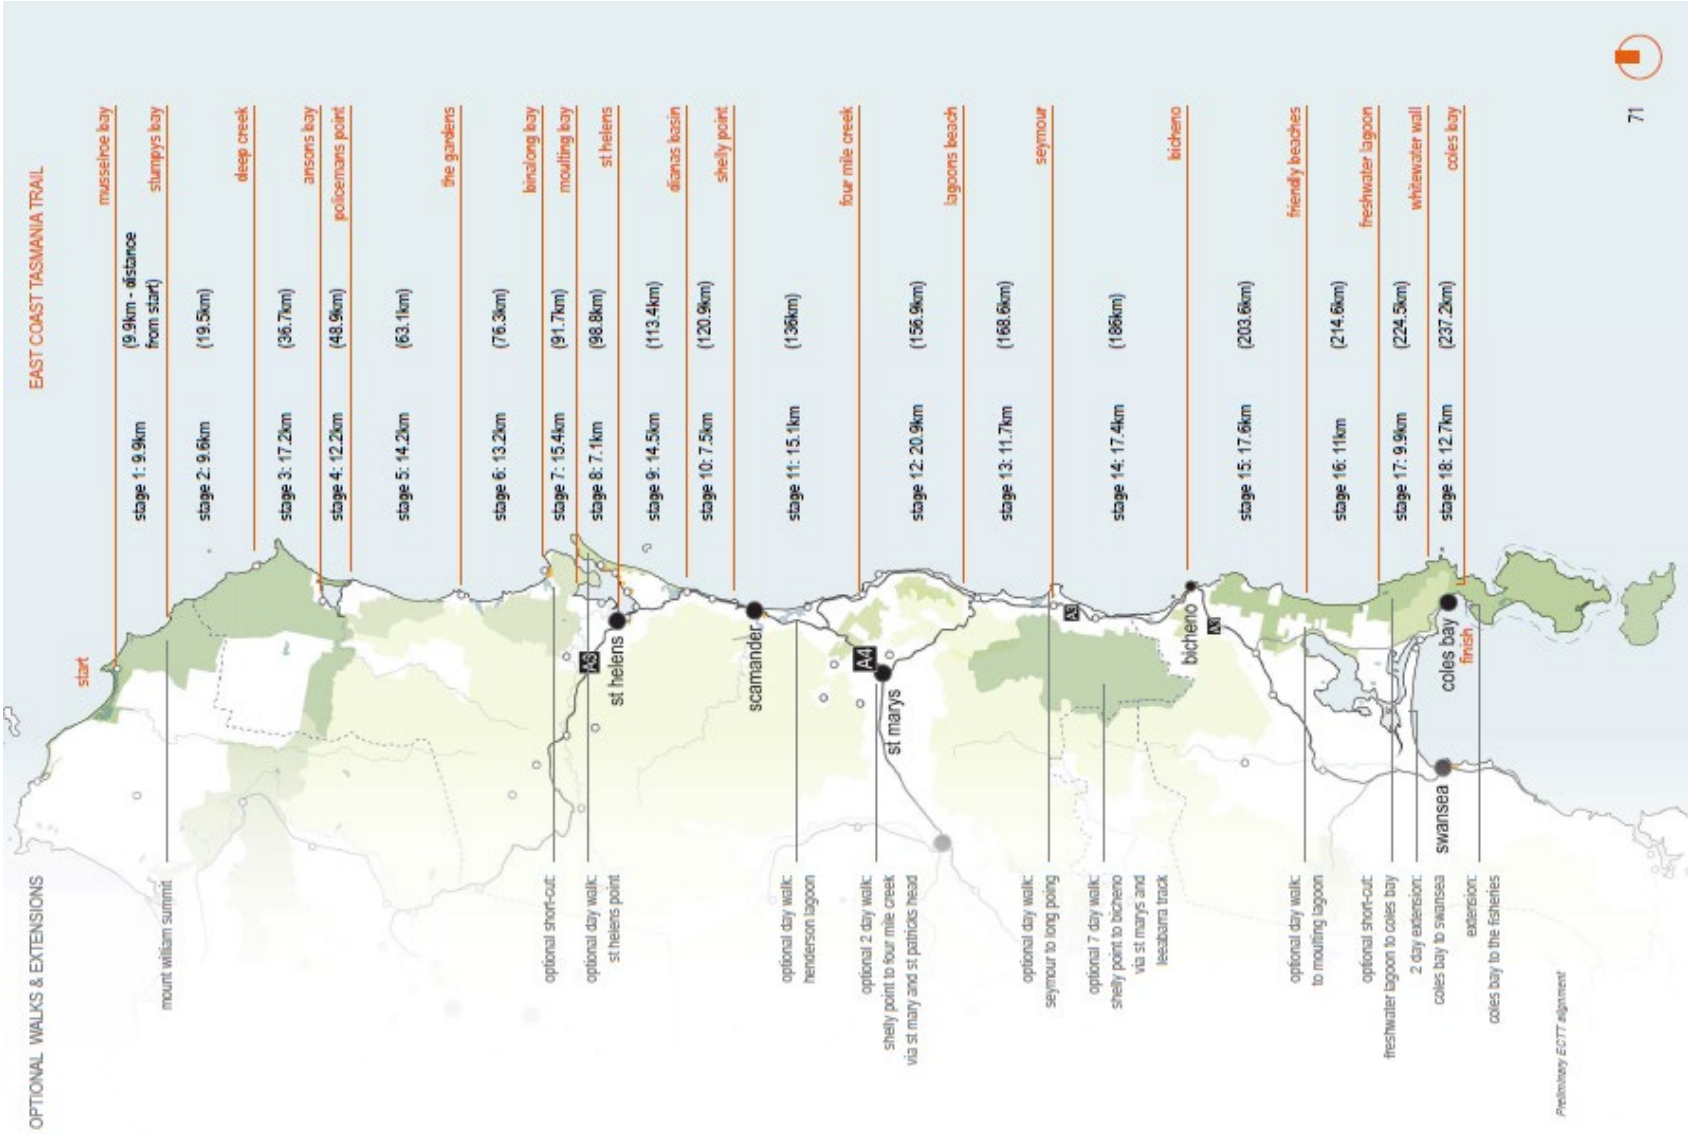 EAST COAST TASMANIA TRAIL
musselroe bay
stumpys bay
deep creek
ansons bay
policemans point
the gardens
binalong bay
moulting bay
st helens
dianas basin
shelly point
four mile creek
lagoons beach
seymour
bicheno
friendly beaches
freshwater lagoon
whitewater wall
coles bay
(9.9km - distance
from start)
(19.5km)
(36.7km)
(48.9km)
(63.1km)
(76.3km)
(91.7km)
(98.8km)
(113.4km)
(120.9km)
(136km)
(156.9km)
(168.6km)
(186km)
(203.6km)
(214.6km)
(224.5km)
(237.2km)
stage 1: 9.9km
stage 2: 9.6km
stage 3: 17.2km
stage 4: 12.2km
stage 5: 14.2km
stage 6: 13.2km
stage 7: 15.4km
stage 8: 7.1km
stage 9: 14.5km
stage 10: 7.5km
stage 11: 15.1km
stage 12: 20.9km
stage 13: 11.7km
stage 14: 17.4km
stage 15: 17.6km
stage 16: 11km
stage 17: 9.9km
stage 18: 12.7km
start
A3
st helens
scamander
A4
st marys
A3
bicheno
A3
coles bay
finish
swansea
OPTIONAL WALKS & EXTENSIONS
mount william summit
optional short-cut:
optional day walk:
st helens point
optional day walk:
henderson lagoon
optional 2 day walk:
shelly point to four mile creek
via st mary and st patricks head
optional day walk:
seymour to long poing
optional 7 day walk:
shelly point to bicheno
via st marys and
leeabarra track
optional day walk:
to moulting lagoon
optional short-cut:
freshwater lagoon to coles bay
2 day extension:
coles bay to swansea
extension:
coles bay to the fisheries
Preliminary ECTT alignment
71